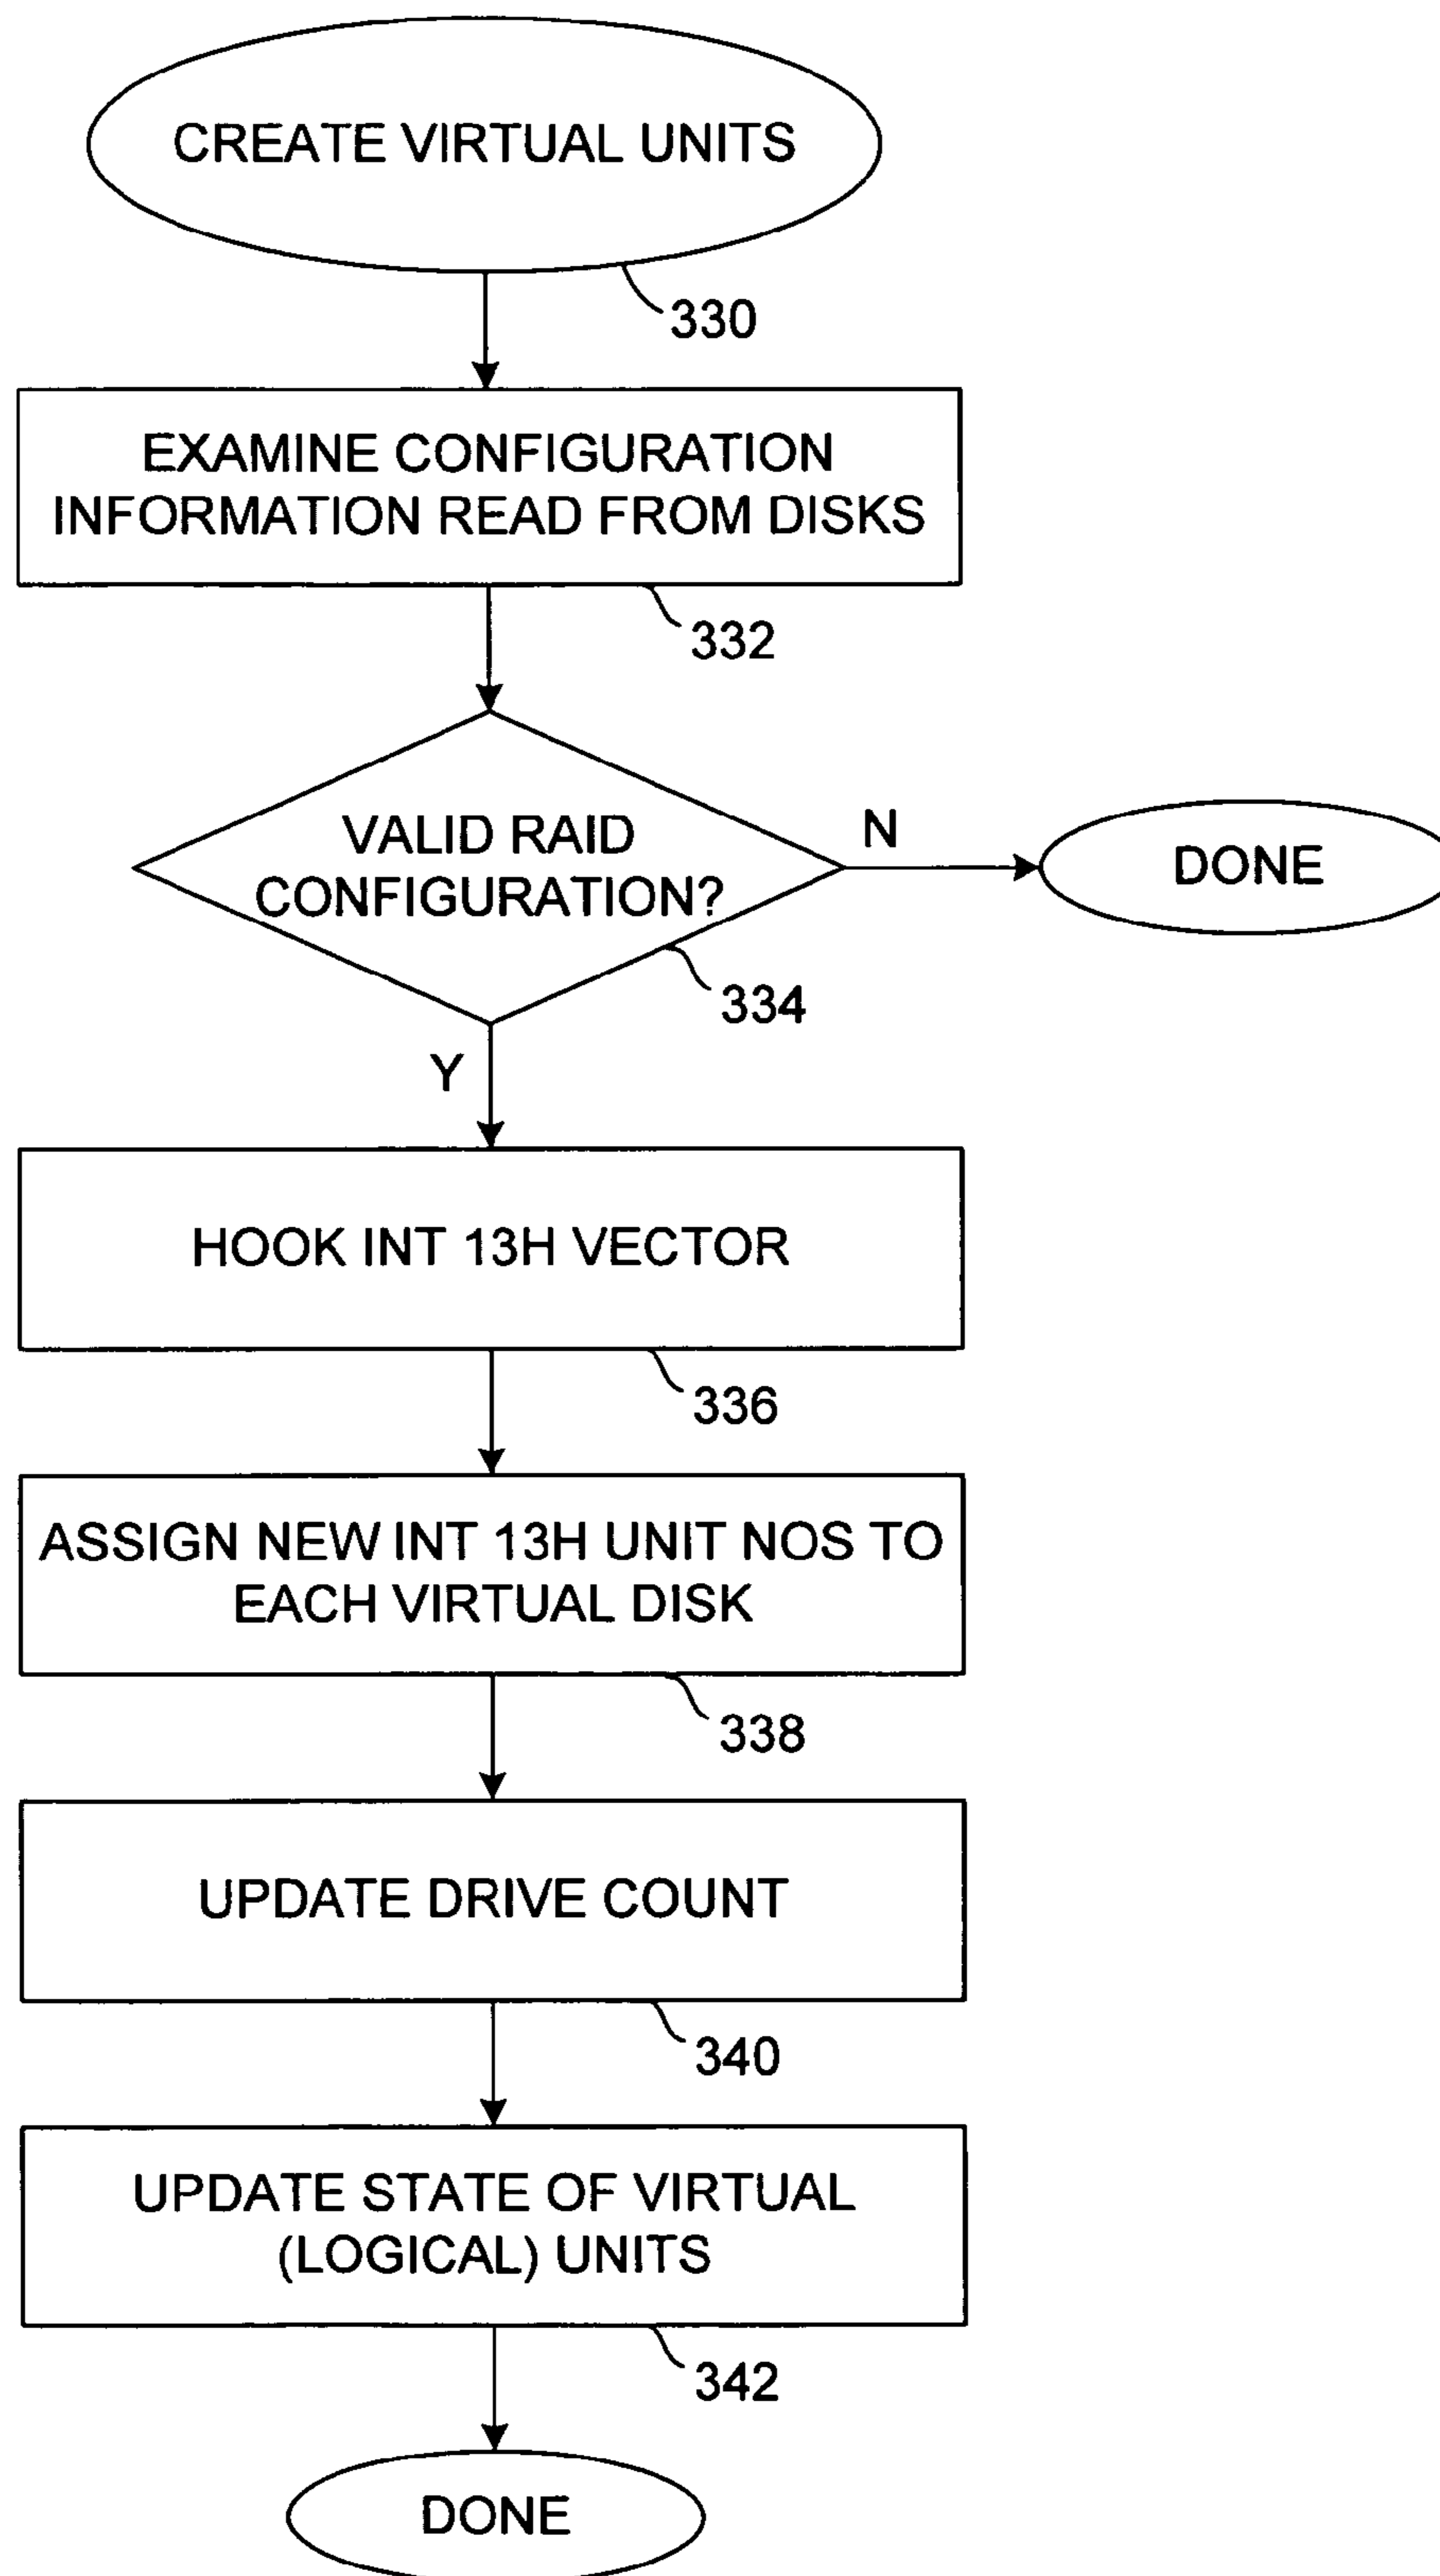 CREATE VIRTUAL UNITS
330
EXAMINE CONFIGURATION
INFORMATION READ FROM DISKS
332
VALID RAID
CONFIGURATION?
N
DONE
334
Y
HOOK INT 13H VECTOR
336
ASSIGN NEW INT 13H UNIT NOS TO
EACH VIRTUAL DISK
338
UPDATE DRIVE COUNT
340
UPDATE STATE OF VIRTUAL
(LOGICAL) UNITS
342
DONE